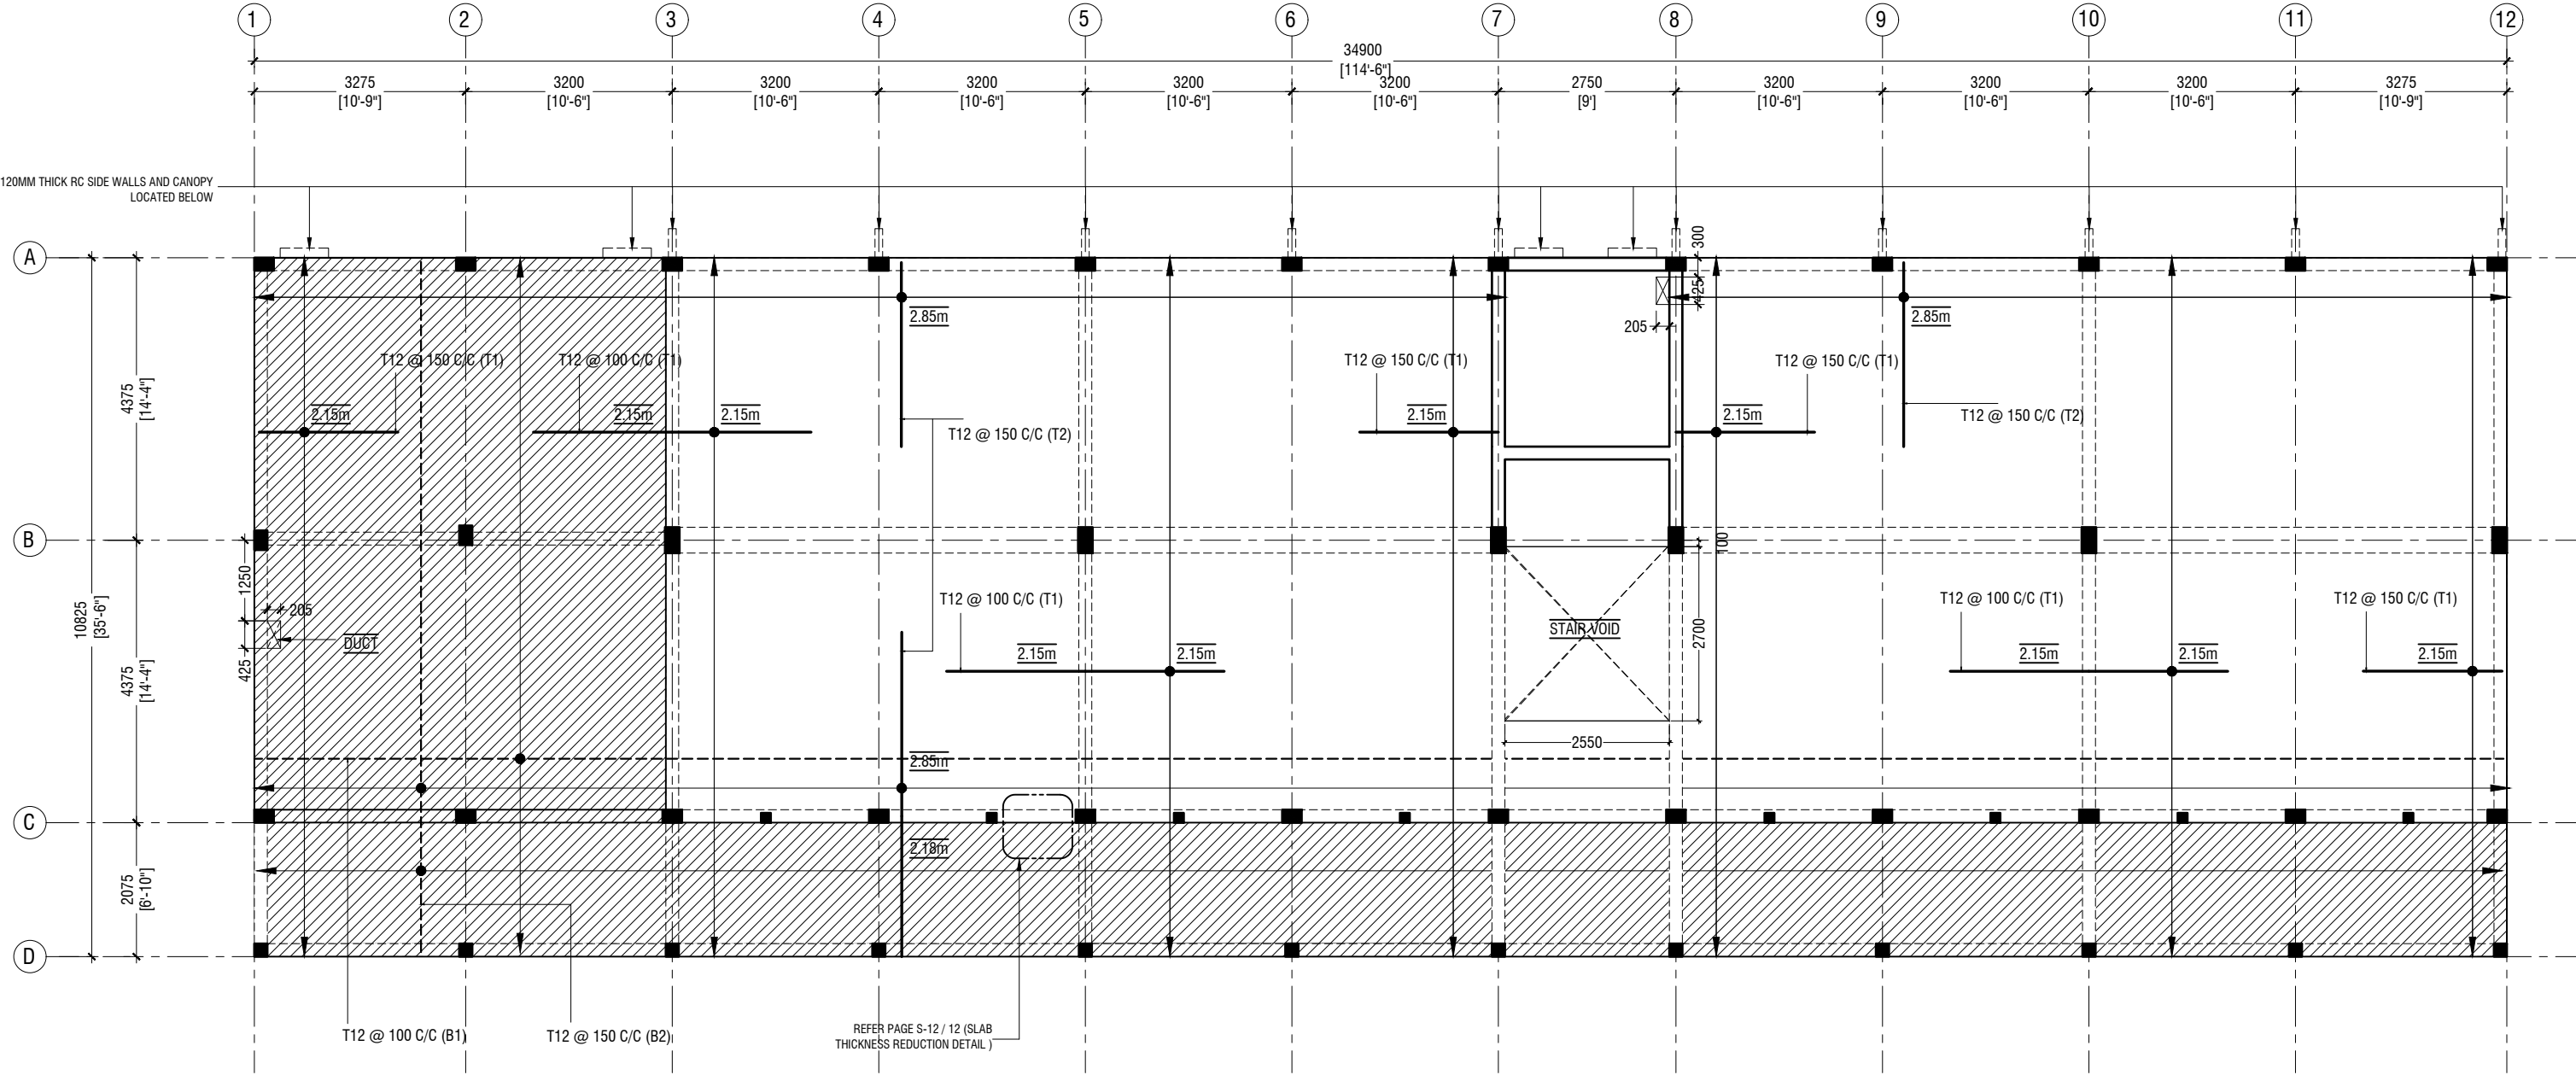 1 2 3 4 5 6 7 8 9 10 11 12
34900
[114'-6"]
3275 3200 3200 3200 3200 3200 2750 3200 3200 3200 3275
[10'-9"] [10'-6"] [10'-6"] [10'-6"] [10'-6"] [10'-6"] [9'] [10'-6"] [10'-6"] [10'-6"] [10'-9"]
120MM THICK RC SIDE WALLS AND CANOPY
LOCATED BELOW
A
300
425
205
2.85m
2.85m
T12 @ 150 C/C (T1)
T12 @ 100 C/C (T1)
T12 @ 150 C/C (T1)
T12 @ 150 C/C (T1)
4375
[14'-4"]
2.15m
2.15m
2.15m
2.15m
2.15m
T12 @ 150 C/C (T2)
T12 @ 150 C/C (T2)
B
100
1250
205
425
DUCT
10825
[35'-6"]
4375
[14'-4"]
T12 @ 100 C/C (T1)
T12 @ 100 C/C (T1)
T12 @ 150 C/C (T1)
2.15m
2.15m
STAIR VOID
2700
2550
2.15m
2.15m
2.15m
2.85m
C
2.18m
2075
[6'-10"]
D
T12 @ 100 C/C (B1)
T12 @ 150 C/C (B2)
REFER PAGE S-12 / 12 (SLAB
THICKNESS REDUCTION DETAIL )